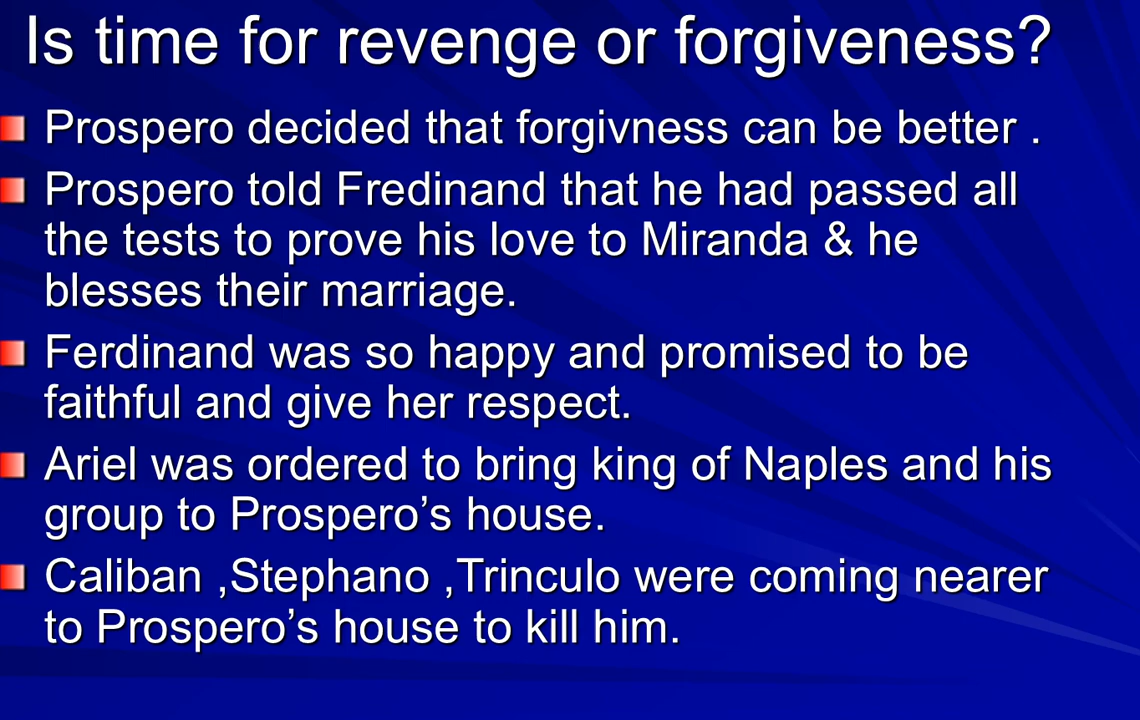 Is time for revenge or forgiveness?
Prospero decided that forgivness can be better .
Prospero told Fredinand that he had passed all
the tests to prove his love to Miranda & he
blesses their marriage.
Ferdinand was so happy and promised to be
faithful and give her respect.
Ariel was ordered to bring king of Naples and his
group to Prospero’s house.
Caliban ,Stephano ,Trinculo were coming nearer
to Prospero’s house to kill him.